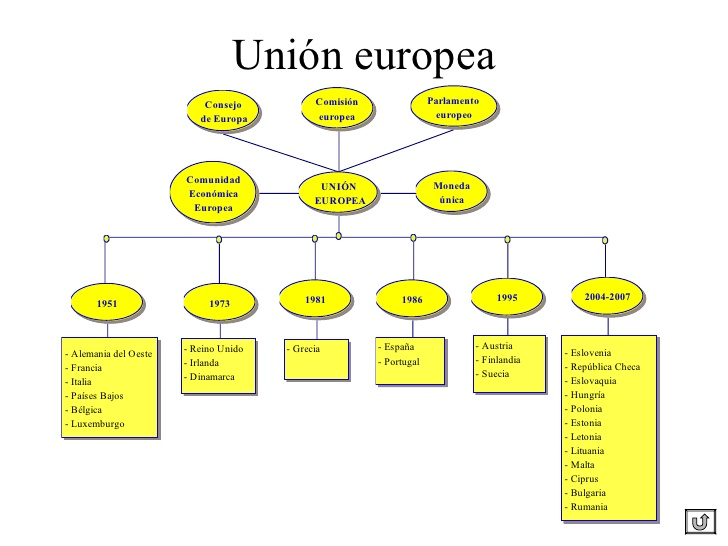 Unión europea
Consejo
de Europa
Comisión
europea
Parlamento
europeo
Comunidad
Económica
Europea
UNIÓN
EUROPEA
Moneda
única
1951
1973
1981
1986
1995
2004-2007
- Alemania del Oeste
- Francia
- Italia
- Países Bajos
- Bélgica
- Luxemburgo
- Reino Unido
- Irlanda
- Dinamarca
- Grecia
- España
- Portugal
- Austria
- Finlandia
- Suecia
- Eslovenia
- República Checa
- Eslovaquia
- Hungría
- Polonia
- Estonia
- Letonia
- Lituania
- Malta
- Ciprus
- Bulgaria
- Rumania